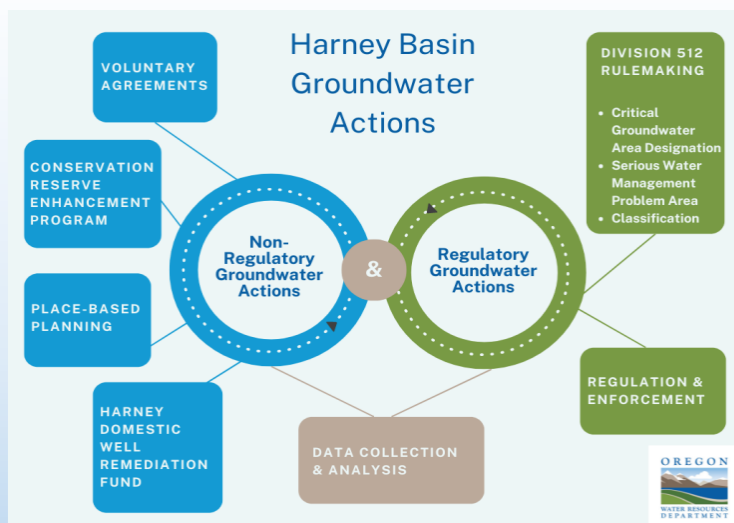 Harney Basin
Groundwater
Actions
VOLUNTARY
AGREEMENTS
CONSERVATION
RESERVE
ENHANCEMENT
PROGRAM
PLACE-BASED
PLANNING
HARNEY
DOMESTIC
WELL
REMEDIATION
FUND
Non-
Regulatory
Groundwater
Actions
&
Regulatory
Groundwater
Actions
DATA COLLECTION
& ANALYSIS
DIVISION 512
RULEMAKING
• Critical
Groundwater
Area Designation
• Serious Water
Management
Problem Area
• Classification
REGULATION &
ENFORCEMENT
OREGON
WATER RESOURCES
DEPARTMENT